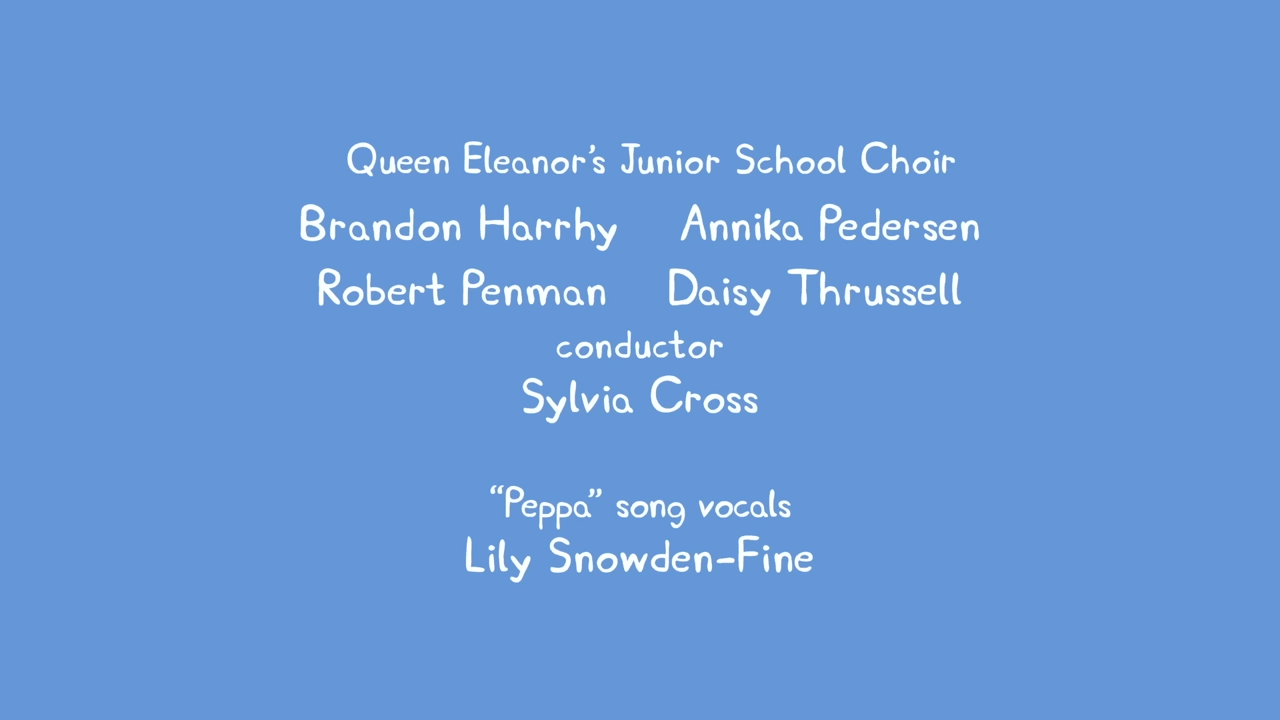 Queen Eleanor’s Junior School Choir
Brandon Harrhy Annika Pedersen
Robert Penman Daisy Thrussell
conductor
Sylvia Cross
“Peppa” song vocals
Lily Snowden-Fine